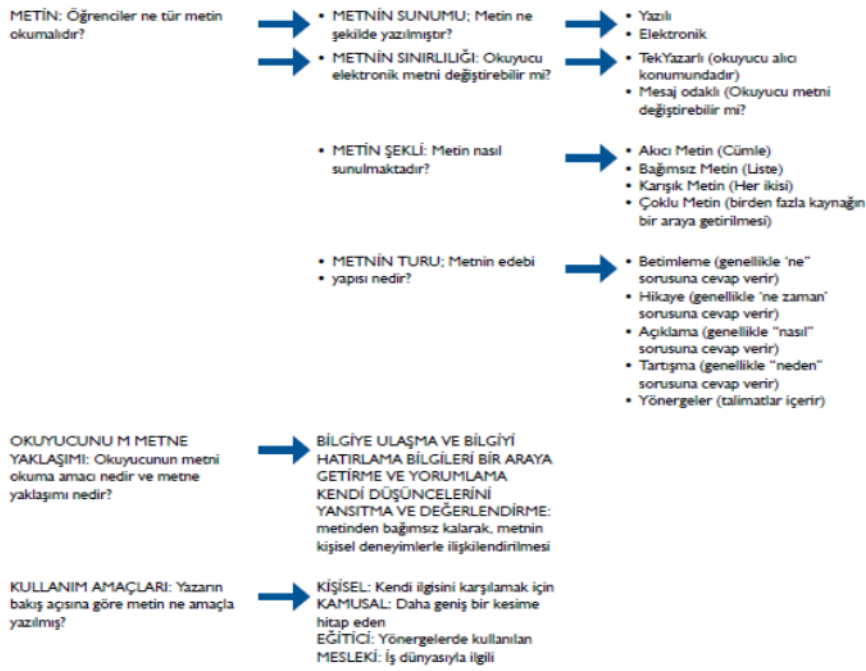 METİN: Öğrenciler ne tür metin
okumalıdır?
• METNİN SUNUMU; Metin ne
şekilde yazılmıştır?
• Yazılı
• Elektronik
• METNİN SINIRLILIĞI: Okuyucu
elektronik metni değiştirebilir mi?
• TekYazarlı (okuyucu alıcı
konumundadır)
• Mesaj odaklı (Okuyucu metni
değiştirebilir mi?
• METİN ŞEKLİ: Metin nasıl
sunulmaktadır?
• Akıcı Metin (Cümle)
• Bağımsız Metin (Liste)
• Karışık Metin (Her ikisi)
• Çoklu Metin (birden fazla kaynağın
bir araya getirilmesi)
• METNİN TURU; Metnin edebi
• yapısı nedir?
• Betimleme (genellikle ‘ne”
sorusuna cevap verir)
• Hikaye (genellikle ‘ne zaman’
sorusuna cevap verir)
• Açıklama (genellikle “nasıl”
sorusuna cevap verir)
• Tartışma (genellikle “neden”
sorusuna cevap verir)
• Yönergeler (talimatlar içerir)
OKUYUCUNU M METNE
YAKLAŞIMI: Okuyucunun metni
okuma amacı nedir ve metne
yaklaşımı nedir?
BİLGİYE ULAŞMA VE BİLGİYİ
HATIRLAMA BİLGİLERİ BİR ARAYA
GETİRME VE YORUMLAMA
KENDİ DÜŞÜNCELERİNİ
YANSITMA VE DEĞERLENDİRME:
metinden bağımsız kalarak, metnin
kişisel deneyimlerle ilişkilendirilmesi
KULLANIM AMAÇLARI: Yazarın
bakış açısına göre metin ne amaçla
yazılmış?
KİŞİSEL: Kendi ilgisini karşılamak için
KAMUSAL: Daha geniş bir kesime
hitap eden
EĞİTİCİ: Yönergelerde kullanılan
MESLEKİ: İş dünyasıyla ilgili